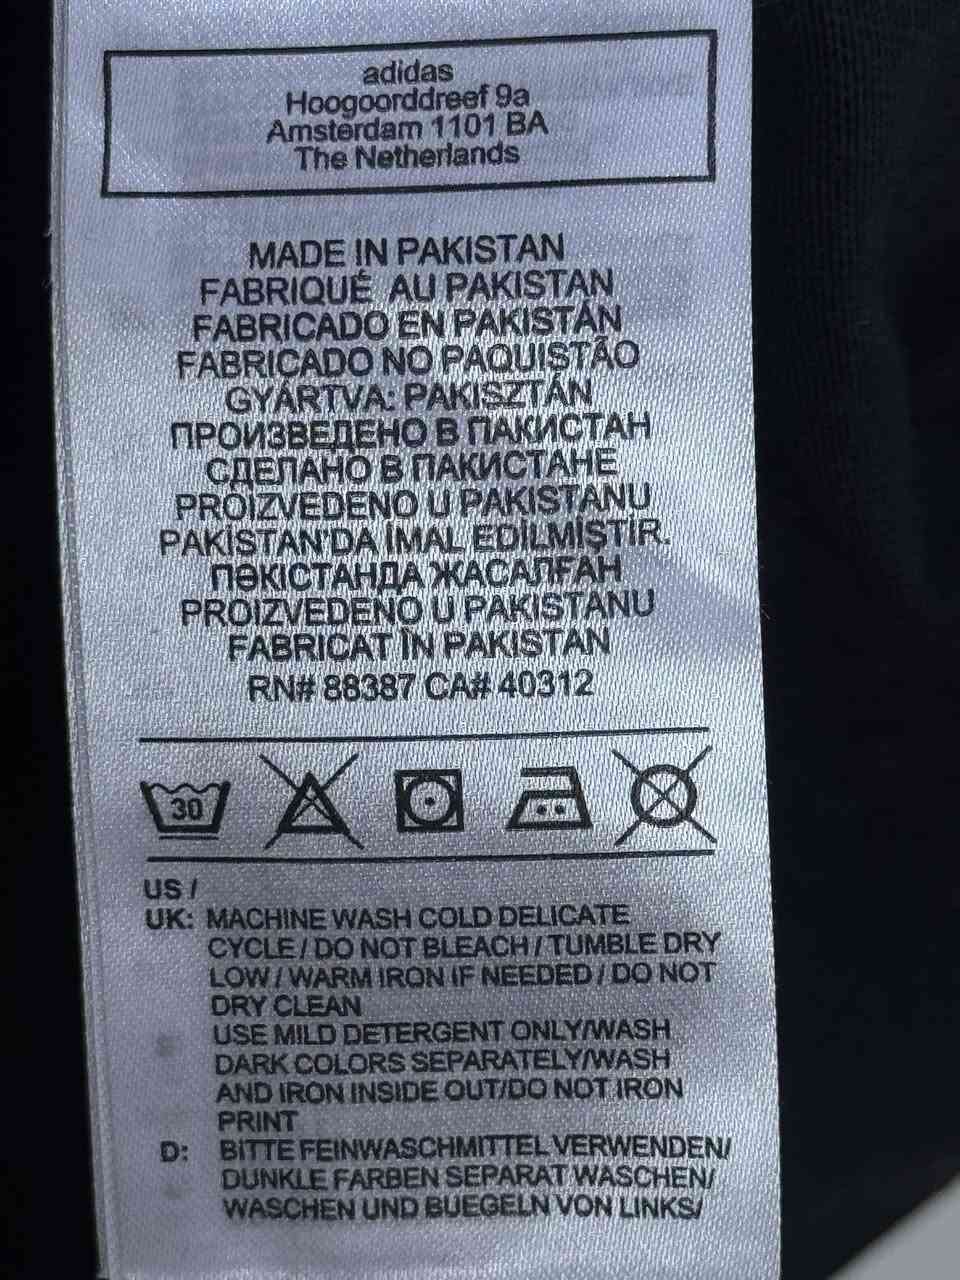 adidas
Hoogoorddreef 9a
Amsterdam 1101 BA
The Netherlands
MADE IN PAKISTAN
FABRIQUÉ AU PAKISTAN
FABRICADO EN PAKISTÁN
FABRICADO NO PAQUISTÃO
GYÁRTVA: PAKISZTÁN
ПРОИЗВЕДЕНО В ПАКИСТАН
СДЕЛАНО В ПАКИСТАНЕ
PROIZVEDENO U PAKISTANU
PAKİSTAN'DA İMAL EDİLMİŞTİR.
ПӘКІСТАНДА ЖАСАЛҒАН
PROIZVEDENO U PAKISTANU
FABRICAT ÎN PAKISTAN
RN# 88387 CA# 40312
30
US /
UK: MACHINE WASH COLD DELICATE
CYCLE / DO NOT BLEACH / TUMBLE DRY
LOW / WARM IRON IF NEEDED / DO NOT
DRY CLEAN
USE MILD DETERGENT ONLY/WASH
DARK COLORS SEPARATELY/WASH
AND IRON INSIDE OUT/DO NOT IRON
PRINT
D: BITTE FEINWASCHMITTEL VERWENDEN/
DUNKLE FARBEN SEPARAT WASCHEN/
WASCHEN UND BUEGELN VON LINKS/